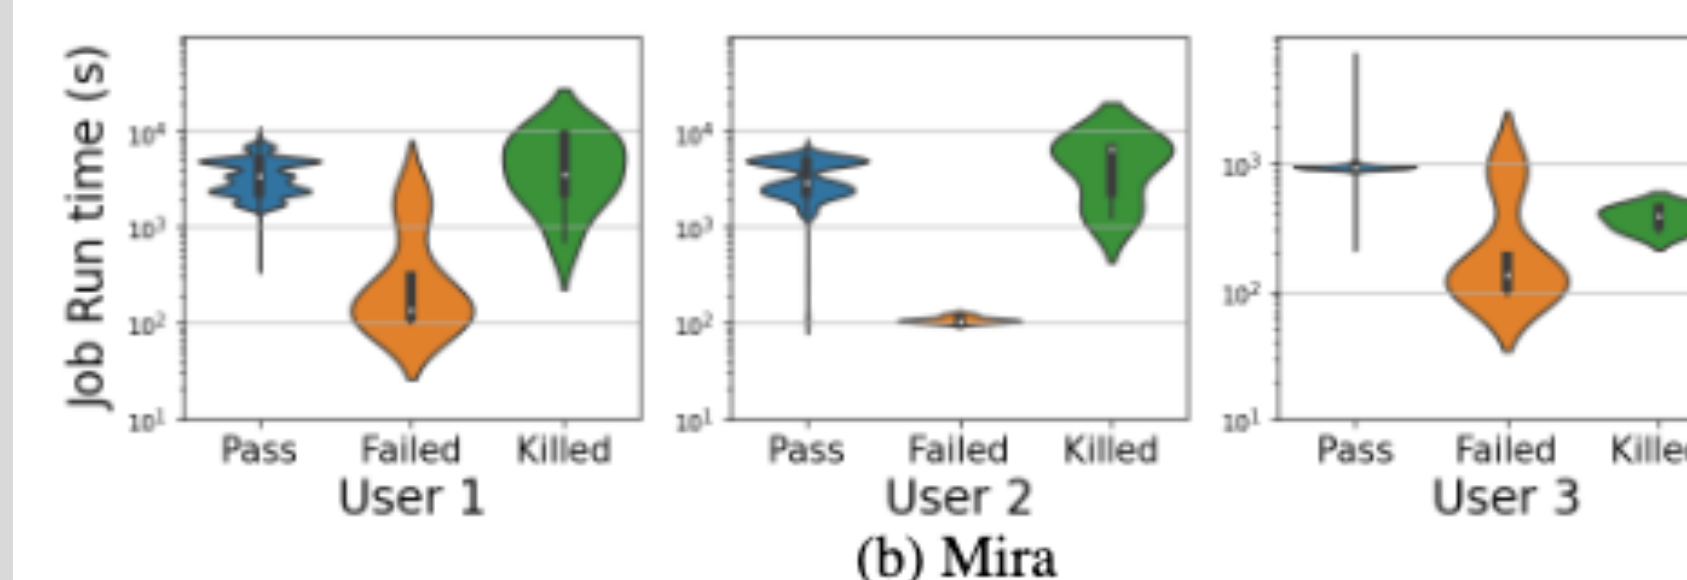 Job Run time (s)
10⁴ 10⁴
10³ 10³ 10³
10² 10² 10²
10¹ 10¹ 10¹
Pass Failed Killed Pass Failed Killed Pass Failed Kille
User 1 User 2 User 3
(b) Mira